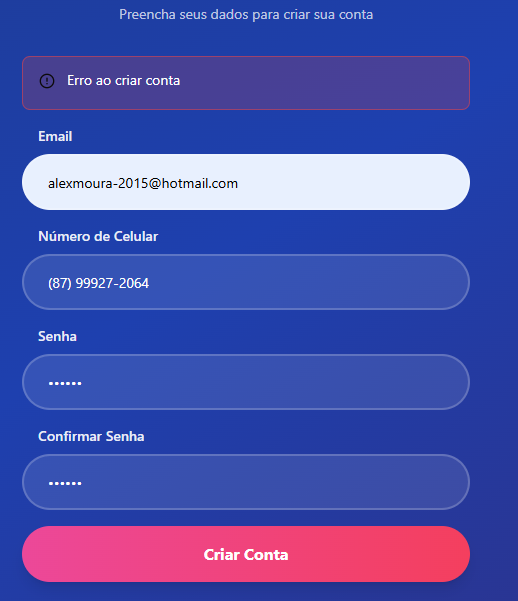 Preencha seus dados para criar sua conta
Erro ao criar conta
Email
alexmoura-2015@hotmail.com
Número de Celular
(87) 99927-2064
Senha
••••••
Confirmar Senha
••••••
Criar Conta